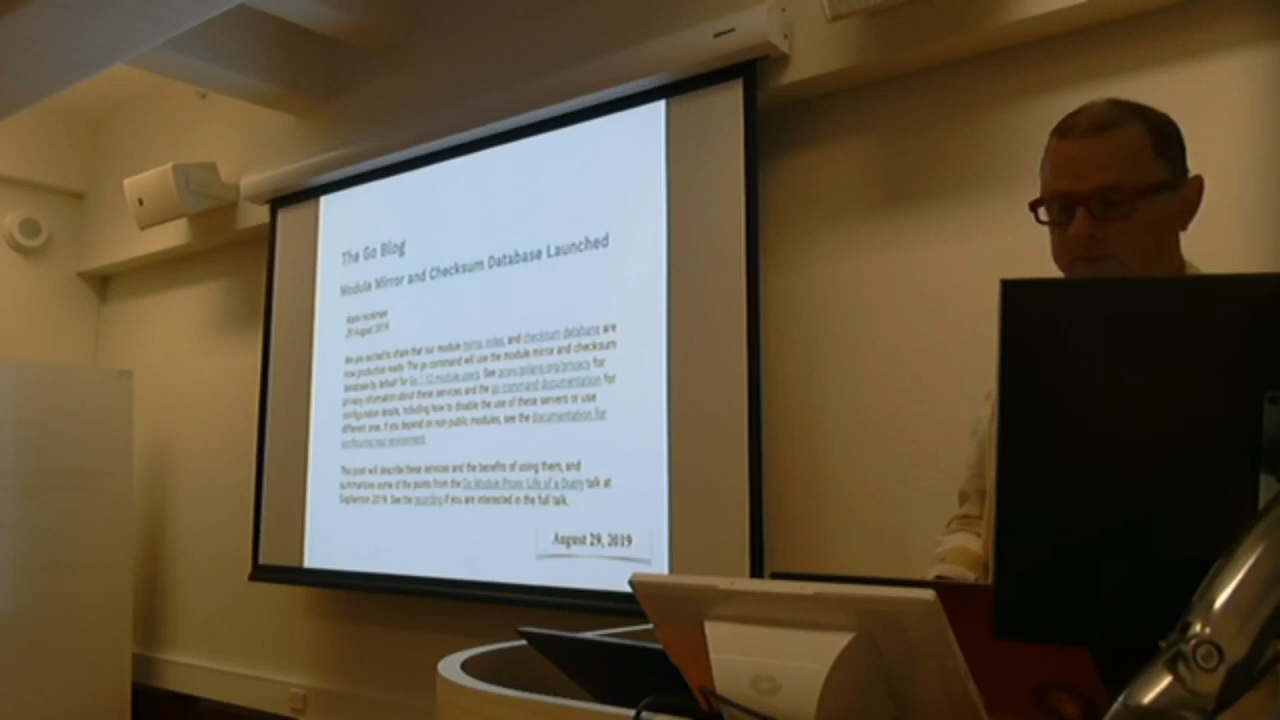 The Go Blog
Module Mirror and Checksum Database Launched
29 August 2019
We are excited to share that our module mirror, index, and checksum database are
now production ready! The go command will use the module mirror and checksum
database by default for Go 1.13 module users. See proxy.golang.org/privacy for
privacy information about these services and the go command documentation for
configuration details, including how to disable the use of these servers or use
different ones. If you depend on non-public modules, see the documentation for
configuring your environment.
This post will describe these services and the benefits of using them, and
summarizes some of the points from the Go Module Proxy: Life of a Query talk at
Gophercon 2019. See the recording if you are interested in the full talk.
August 29, 2019